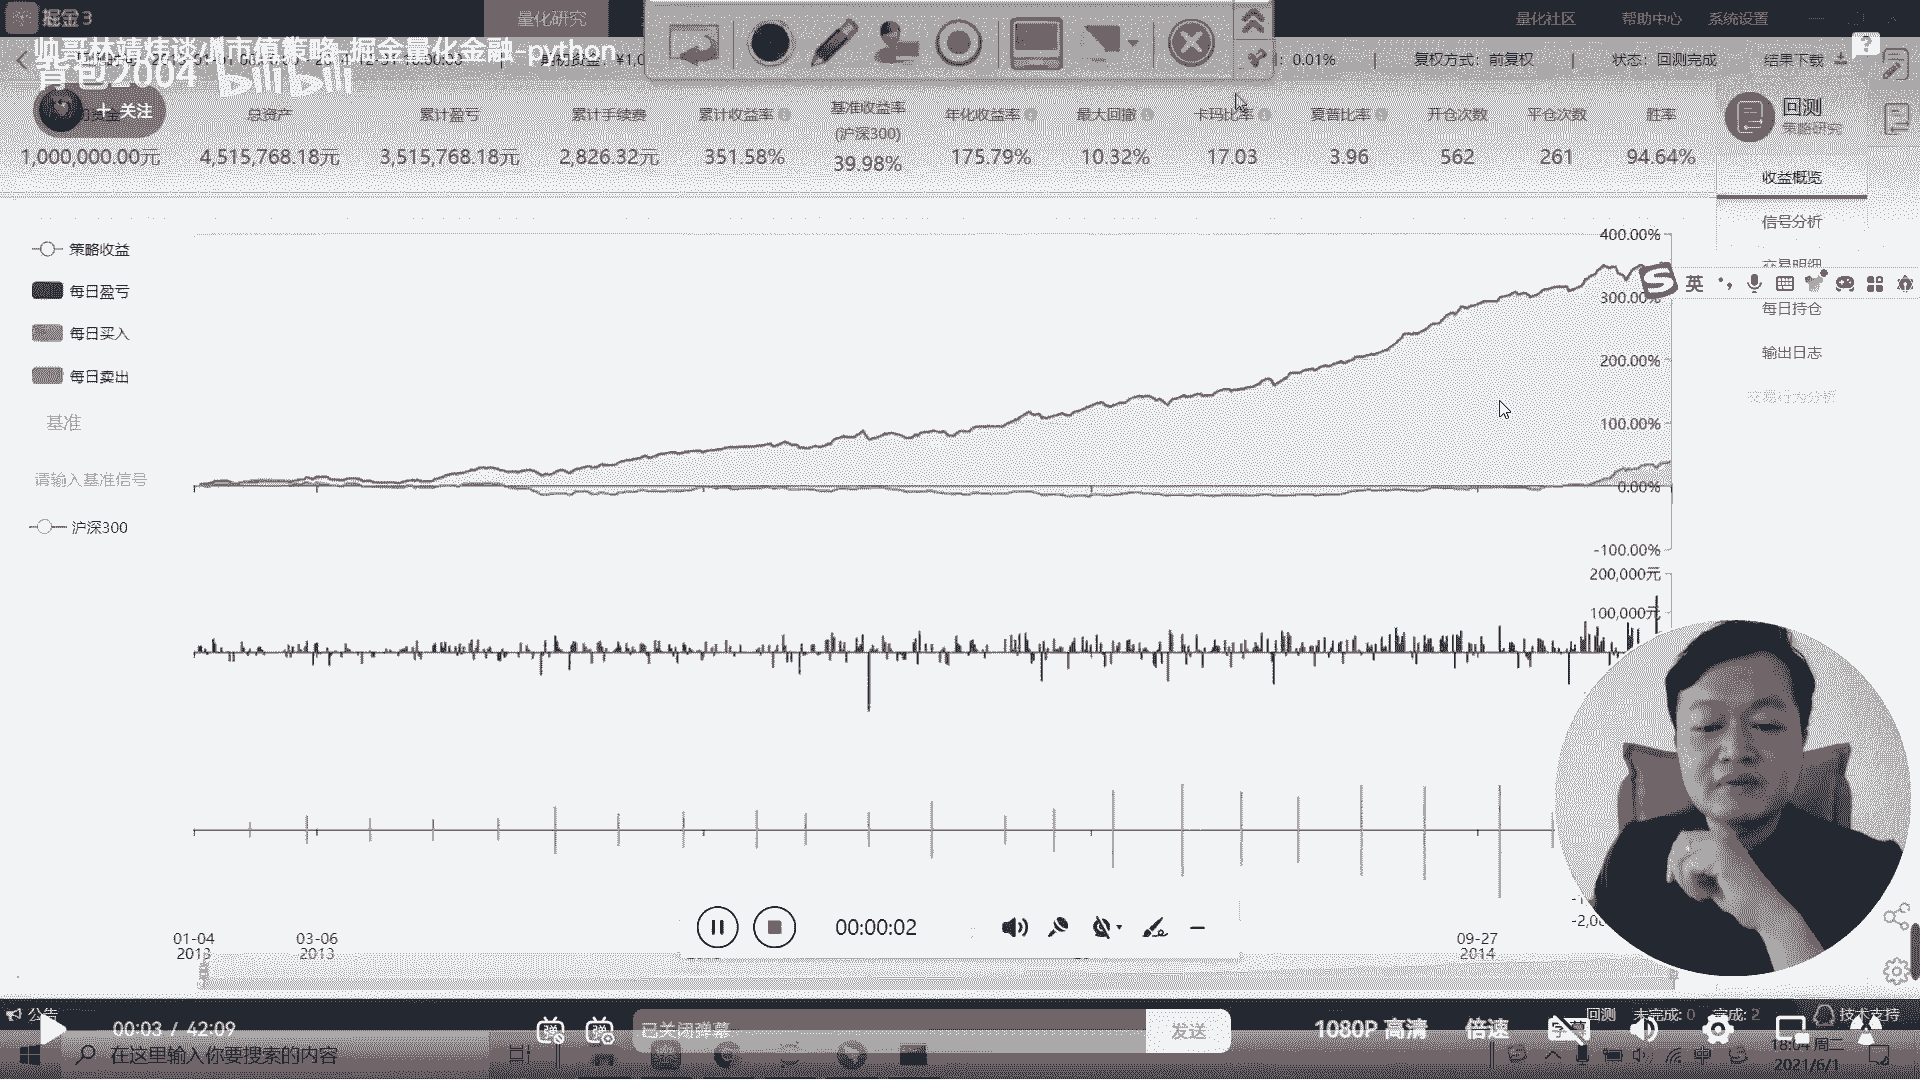 掘金3
量化研究
量化社区
帮助中心
系统设置
帅哥林靖炜谈小市值策略-掘金量化金融-python
背包2004
bilibili
0.01%
复权方式：前复权
状态：回测完成
结果下载
+ 关注
总资产
累计盈亏
累计手续费
累计收益率
基准收益率
(沪深300)
年化收益率
最大回撤
卡玛比率
夏普比率
开仓次数
平仓次数
胜率
1,000,000.00元
4,515,768.18元
3,515,768.18元
2,826.32元
351.58%
39.98%
175.79%
10.32%
17.03
3.96
562
261
94.64%
回测
策略研究
收益概览
信号分析
交易明细
每日持仓
输出日志
交易行为分析
策略收益
每日盈亏
每日买入
每日卖出
基准
请输入基准信号
沪深300
400.00%
300.00%
200.00%
100.00%
0.00%
-100.00%
英
200,000元
100,000元
00:00:02
01-04
2013
03-06
2013
09-27
2014
公告
00:03 / 42:09
已关闭弹幕
发送
1080P 高清
倍速
字幕
回测
未完成: 0
完成: 2
技术支持
在这里输入你要搜索的内容
中
18:04 周二
2021/6/1